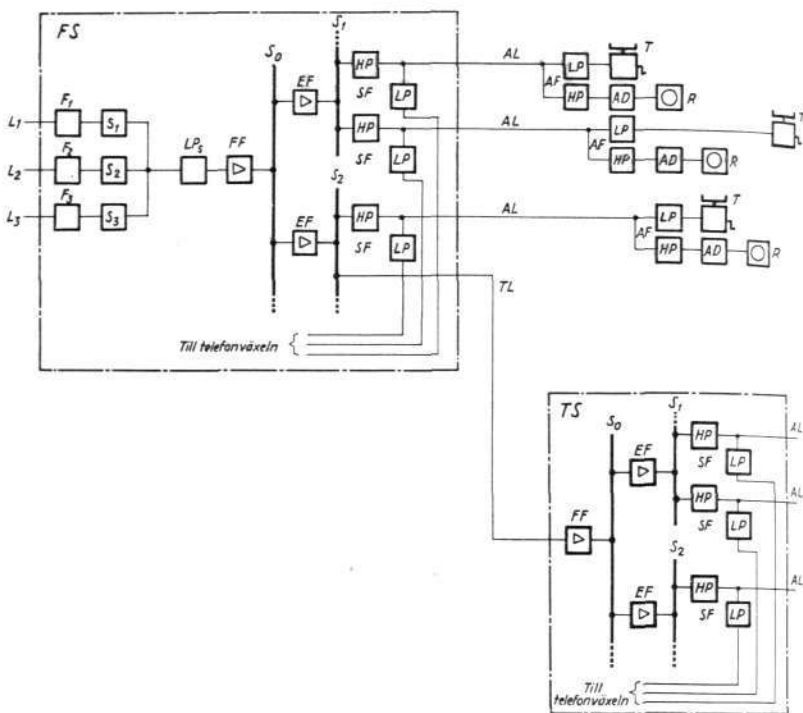 FS
S₁
S₀
HP
AL
LP
T
EF
SF
LP
HP
AD
R
AF
F₁
L₁
S₁
HP
AL
LP
T
LPₛ
FF
SF
LP
AF
HP
AD
R
F₂
L₂
S₂
S₂
F₃
L₃
S₃
HP
AL
LP
T
EF
SF
LP
AF
HP
AD
R
TL
Till telefonväxeln
TS
S₁
S₀
HP
AL
EF
SF
LP
HP
AL
FF
SF
LP
S₂
EF
HP
AL
SF
LP
Till
telefonväxeln